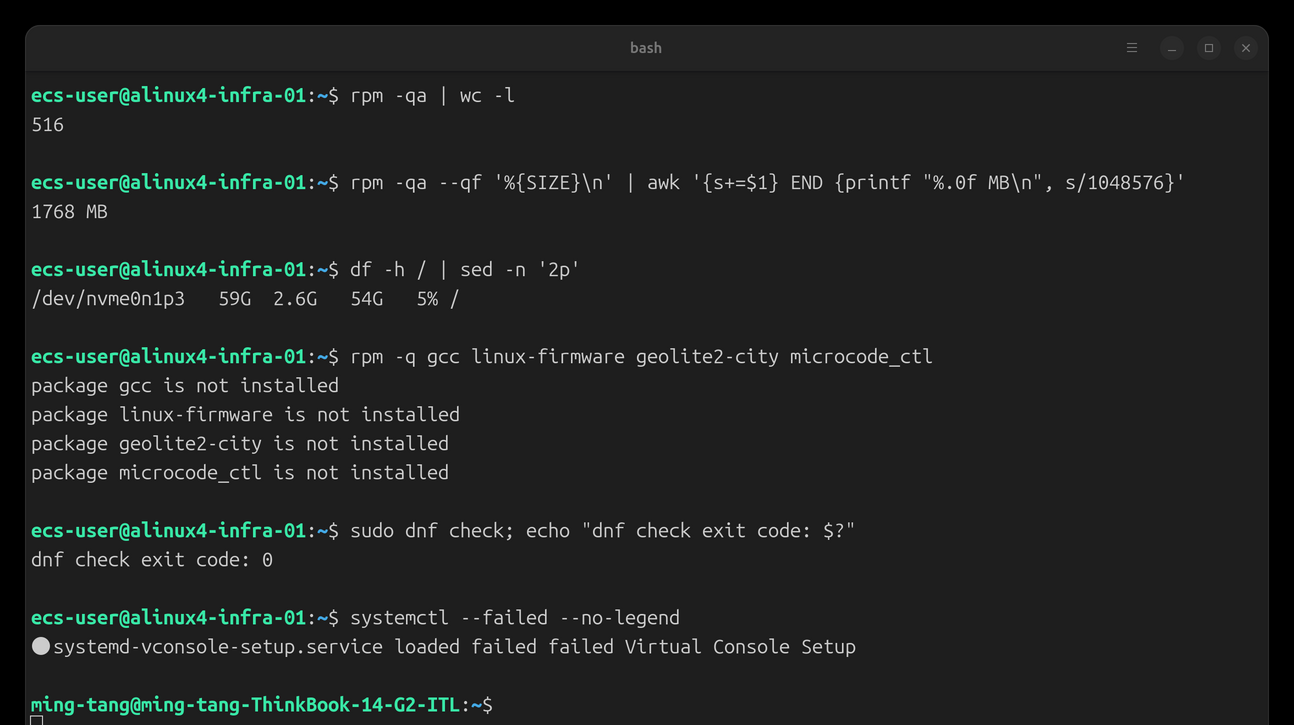 bash
ecs-user@alinux4-infra-01:~$ rpm -qa | wc -l
516
ecs-user@alinux4-infra-01:~$ rpm -qa --qf '%{SIZE}\n' | awk '{s+=$1} END {printf "%.0f MB\n", s/1048576}'
1768 MB
ecs-user@alinux4-infra-01:~$ df -h / | sed -n '2p'
/dev/nvme0n1p3   59G  2.6G   54G   5% /
ecs-user@alinux4-infra-01:~$ rpm -q gcc linux-firmware geolite2-city microcode_ctl
package gcc is not installed
package linux-firmware is not installed
package geolite2-city is not installed
package microcode_ctl is not installed
ecs-user@alinux4-infra-01:~$ sudo dnf check; echo "dnf check exit code: $?"
dnf check exit code: 0
ecs-user@alinux4-infra-01:~$ systemctl --failed --no-legend
●systemd-vconsole-setup.service loaded failed failed Virtual Console Setup
ming-tang@ming-tang-ThinkBook-14-G2-ITL:~$